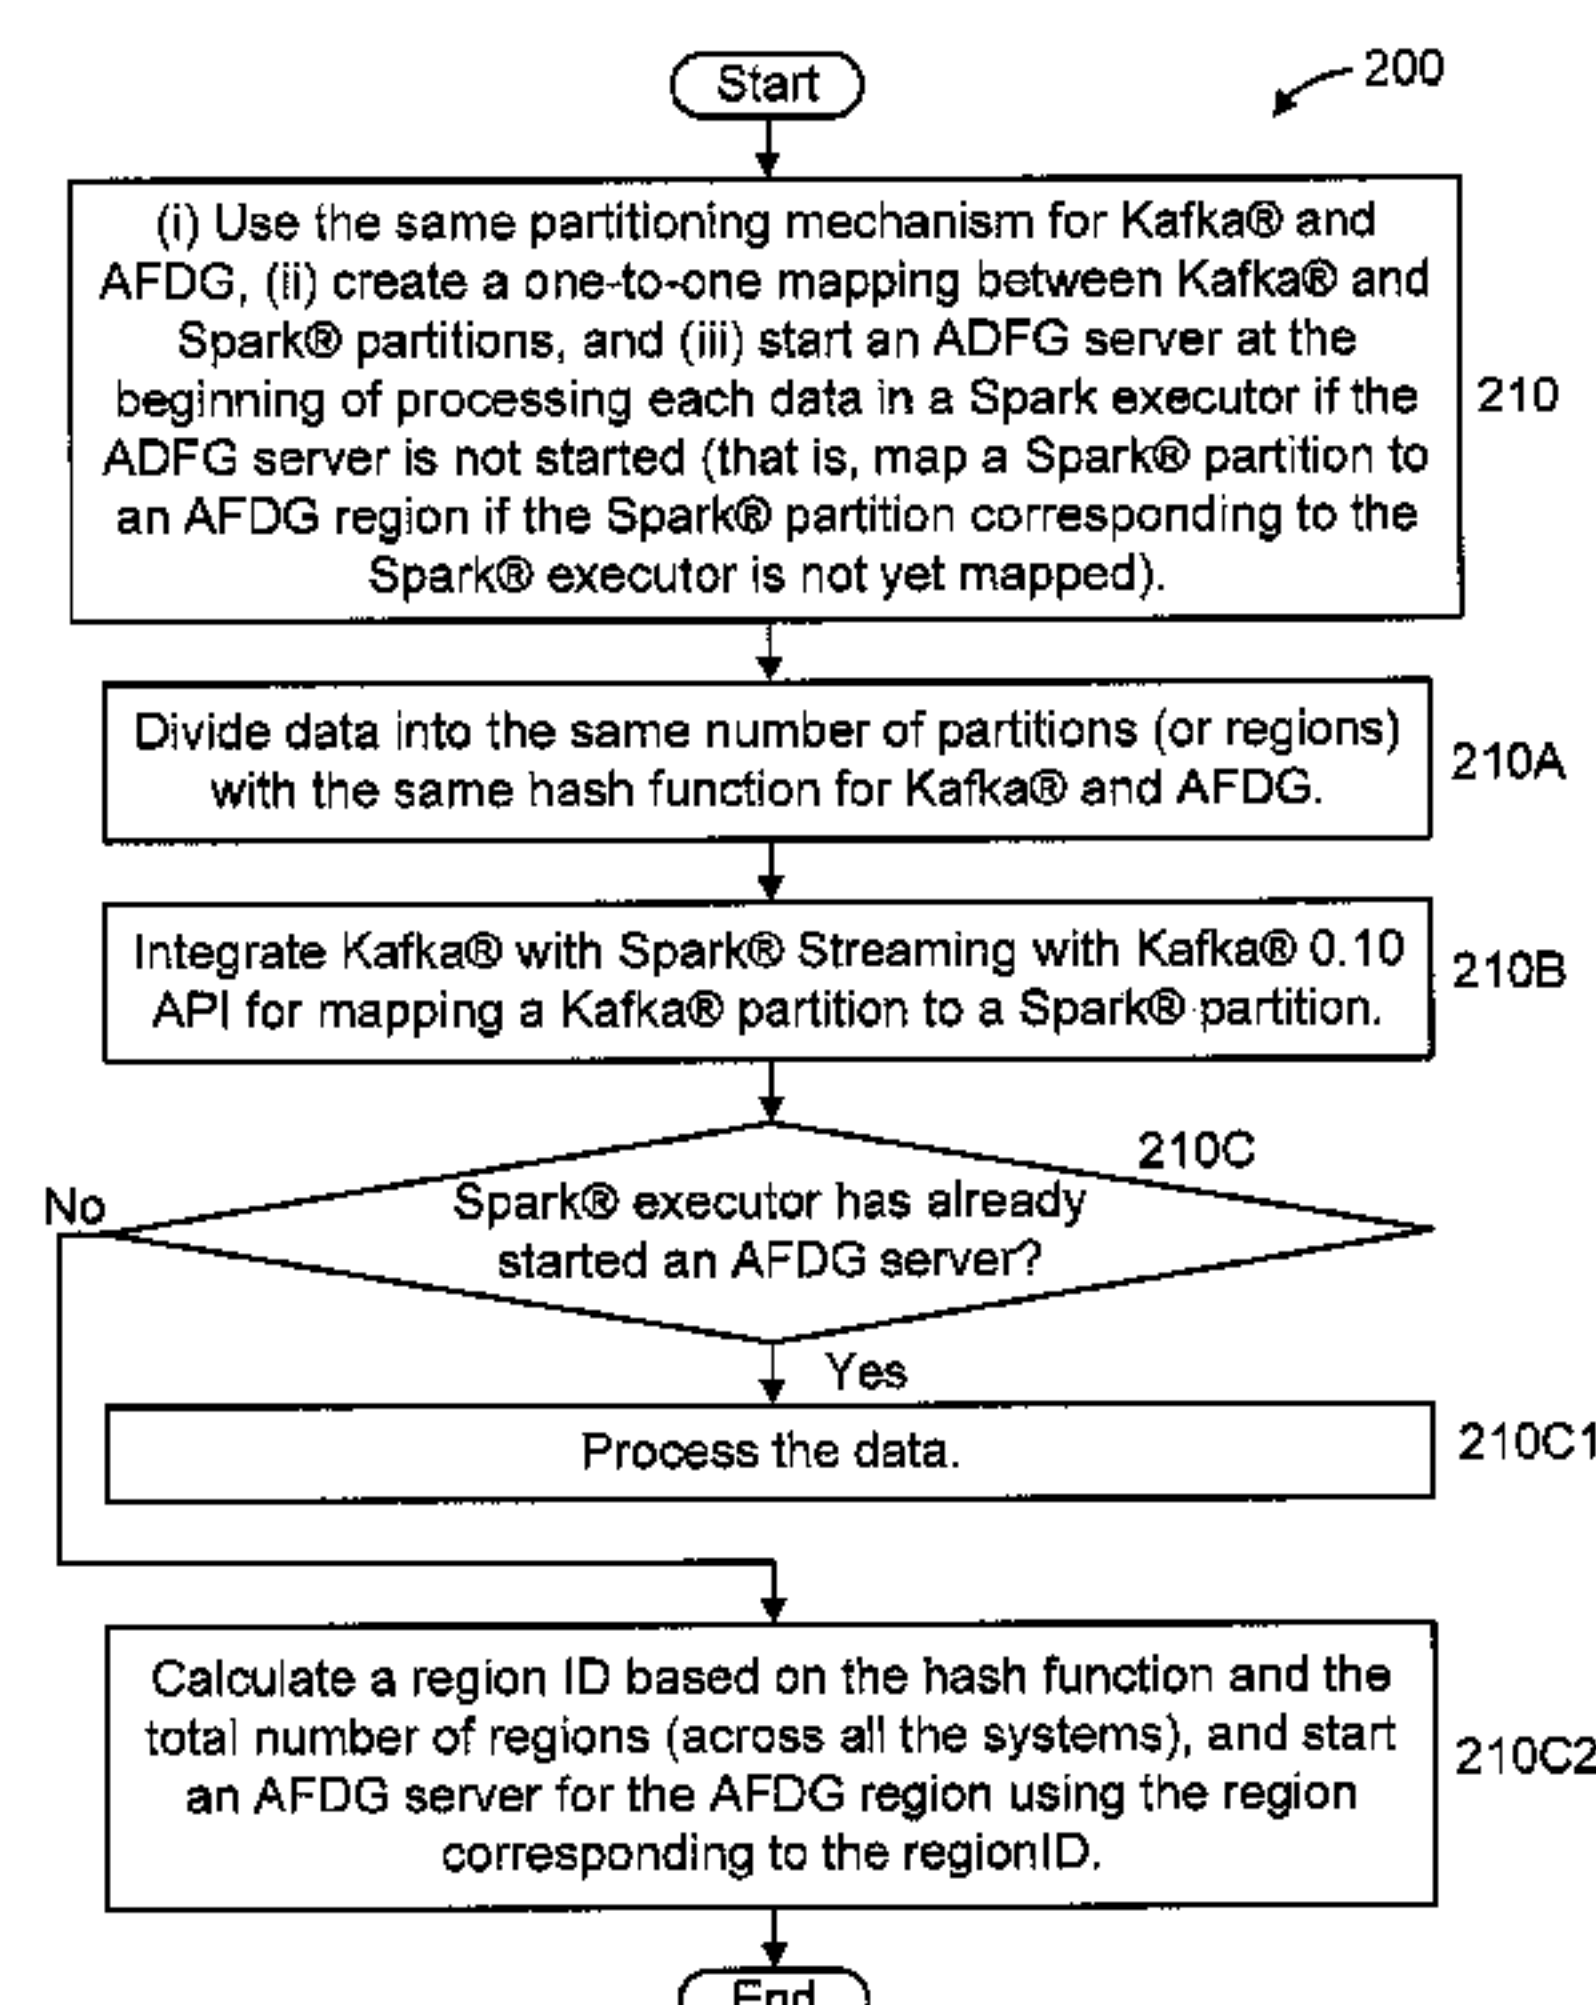 Start
200
(i) Use the same partitioning mechanism for Kafka® and
AFDG, (ii) create a one-to-one mapping between Kafka® and
Spark® partitions, and (iii) start an ADFG server at the
beginning of processing each data in a Spark executor if the
ADFG server is not started (that is, map a Spark® partition to
an AFDG region if the Spark® partition corresponding to the
Spark® executor is not yet mapped).
210
Divide data into the same number of partitions (or regions)
with the same hash function for Kafka® and AFDG.
210A
Integrate Kafka® with Spark® Streaming with Kafka® 0.10
API for mapping a Kafka® partition to a Spark® partition.
210B
210C
Spark® executor has already
started an AFDG server?
No
Yes
Process the data.
210C1
Calculate a region ID based on the hash function and the
total number of regions (across all the systems), and start
an AFDG server for the AFDG region using the region
corresponding to the regionID.
210C2
End